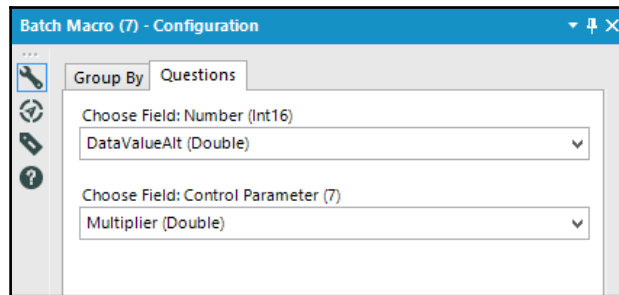 Batch Macro (7) - Configuration
Group By
Questions
Choose Field: Number (Int16)
DataValueAlt (Double)
Choose Field: Control Parameter (7)
Multiplier (Double)